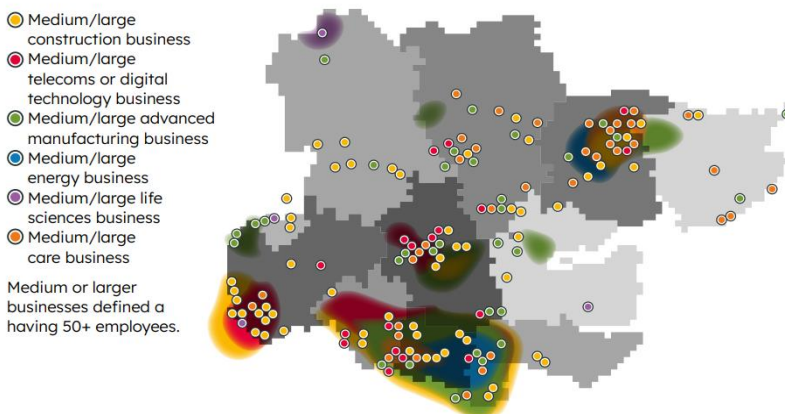 Medium/large
construction business
Medium/large
telecoms or digital
technology business
Medium/large advanced
manufacturing business
Medium/large
energy business
Medium/large life
sciences business
Medium/large
care business
Medium or larger
businesses defined a
having 50+ employees.